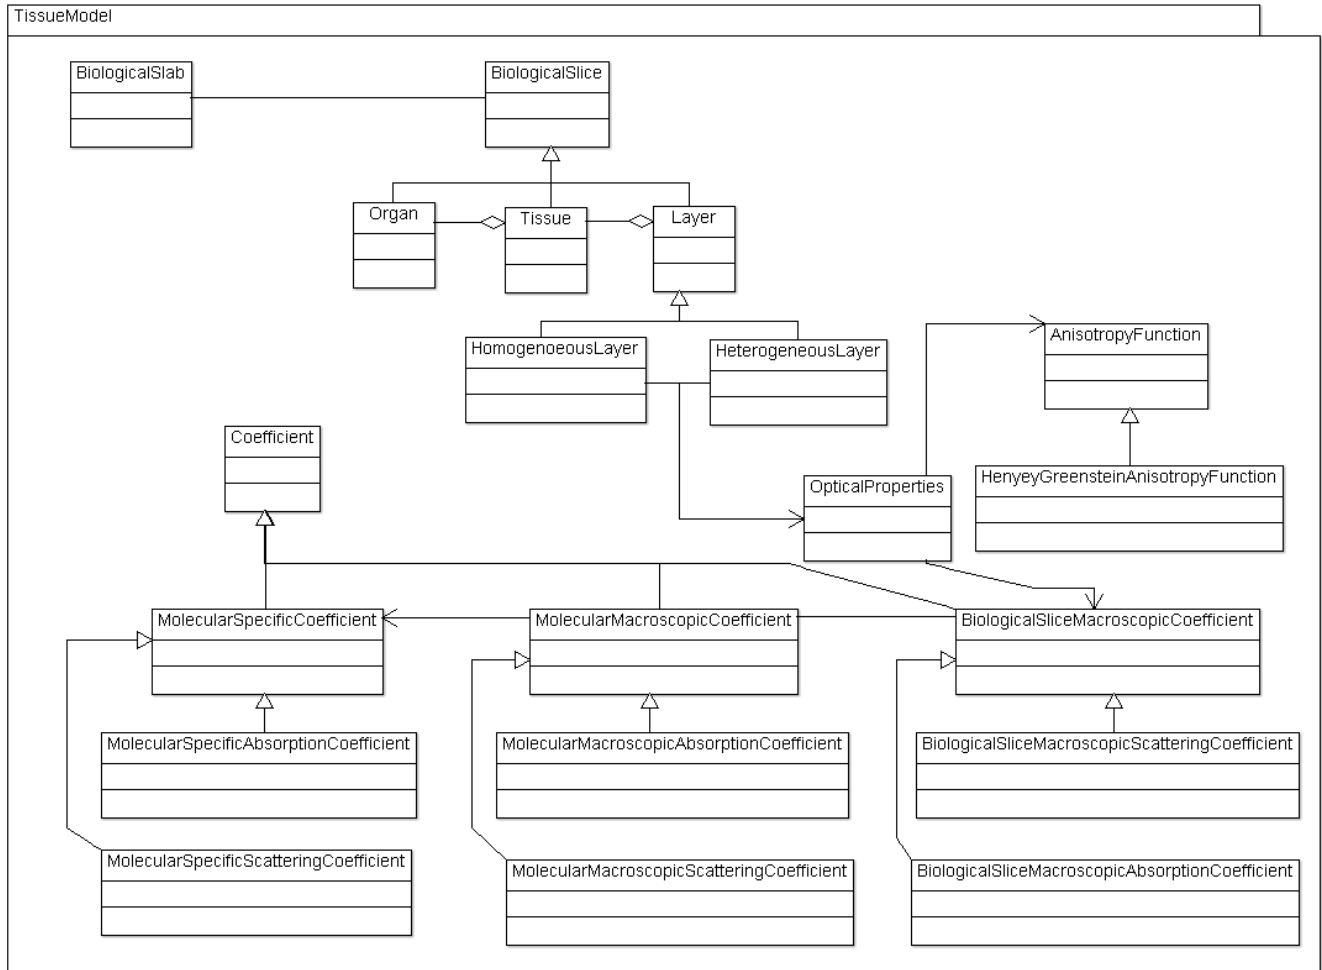 TissueModel
BiologicalSlab
BiologicalSlice
Organ
Tissue
Layer
HomogenoeousLayer
HeterogeneousLayer
AnisotropyFunction
Coefficient
OpticalProperties
HenyeyGreensteinAnisotropyFunction
MolecularSpecificCoefficient
MolecularMacroscopicCoefficient
BiologicalSliceMacroscopicCoefficient
MolecularSpecificAbsorptionCoefficient
MolecularMacroscopicAbsorptionCoefficient
BiologicalSliceMacroscopicScatteringCoefficient
MolecularSpecificScatteringCoefficient
MolecularMacroscopicScatteringCoefficient
BiologicalSliceMacroscopicAbsorptionCoefficient